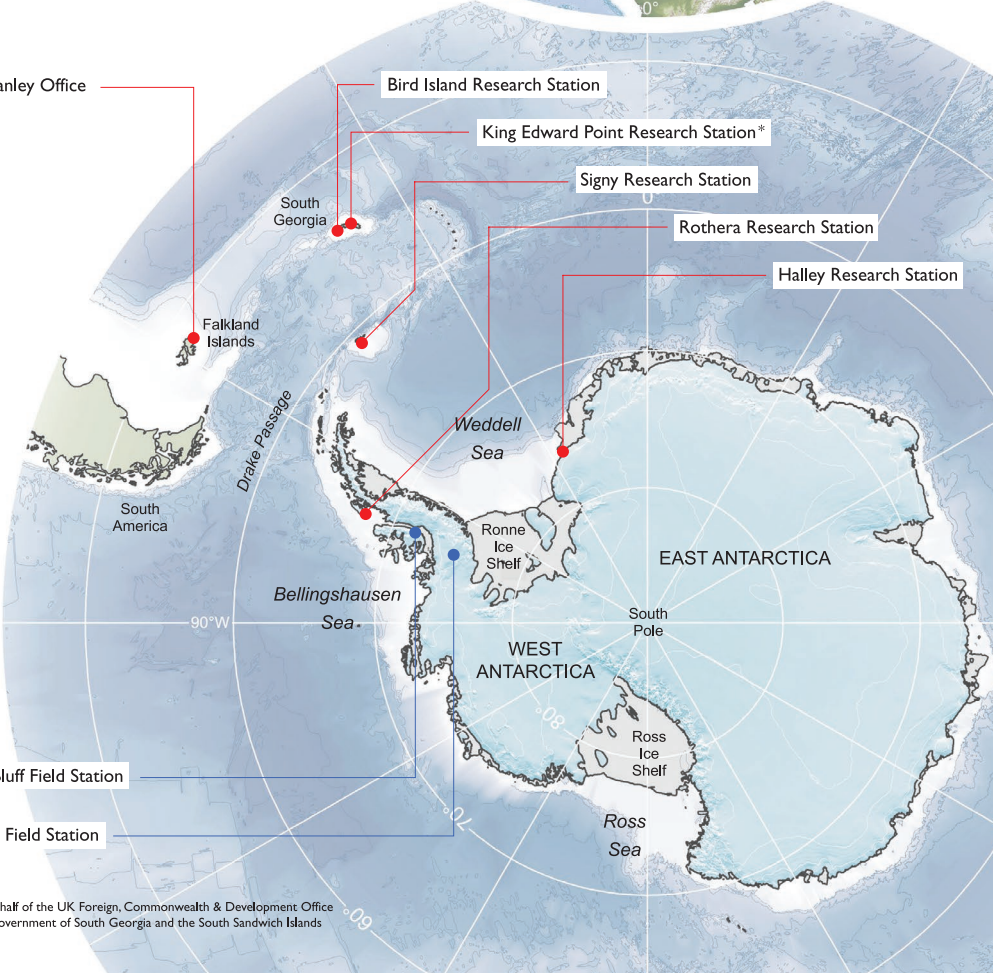 0°
anley Office
Bird Island Research Station
King Edward Point Research Station*
Signy Research Station
0
South
Georgia
Rothera Research Station
Halley Research Station
Falkland
Islands
Drake Passage
Weddell
Sea
South
America
Ronne
Ice
Shelf
EAST ANTARCTICA
Bellingshausen
Sea
90°W
South
Pole
WEST
ANTARCTICA
80°
Ross
Ice
Shelf
Bluff Field Station
70°
Field Station
Ross
Sea
half of the UK Foreign, Commonwealth & Development Office
overnment of South Georgia and the South Sandwich Islands
60°